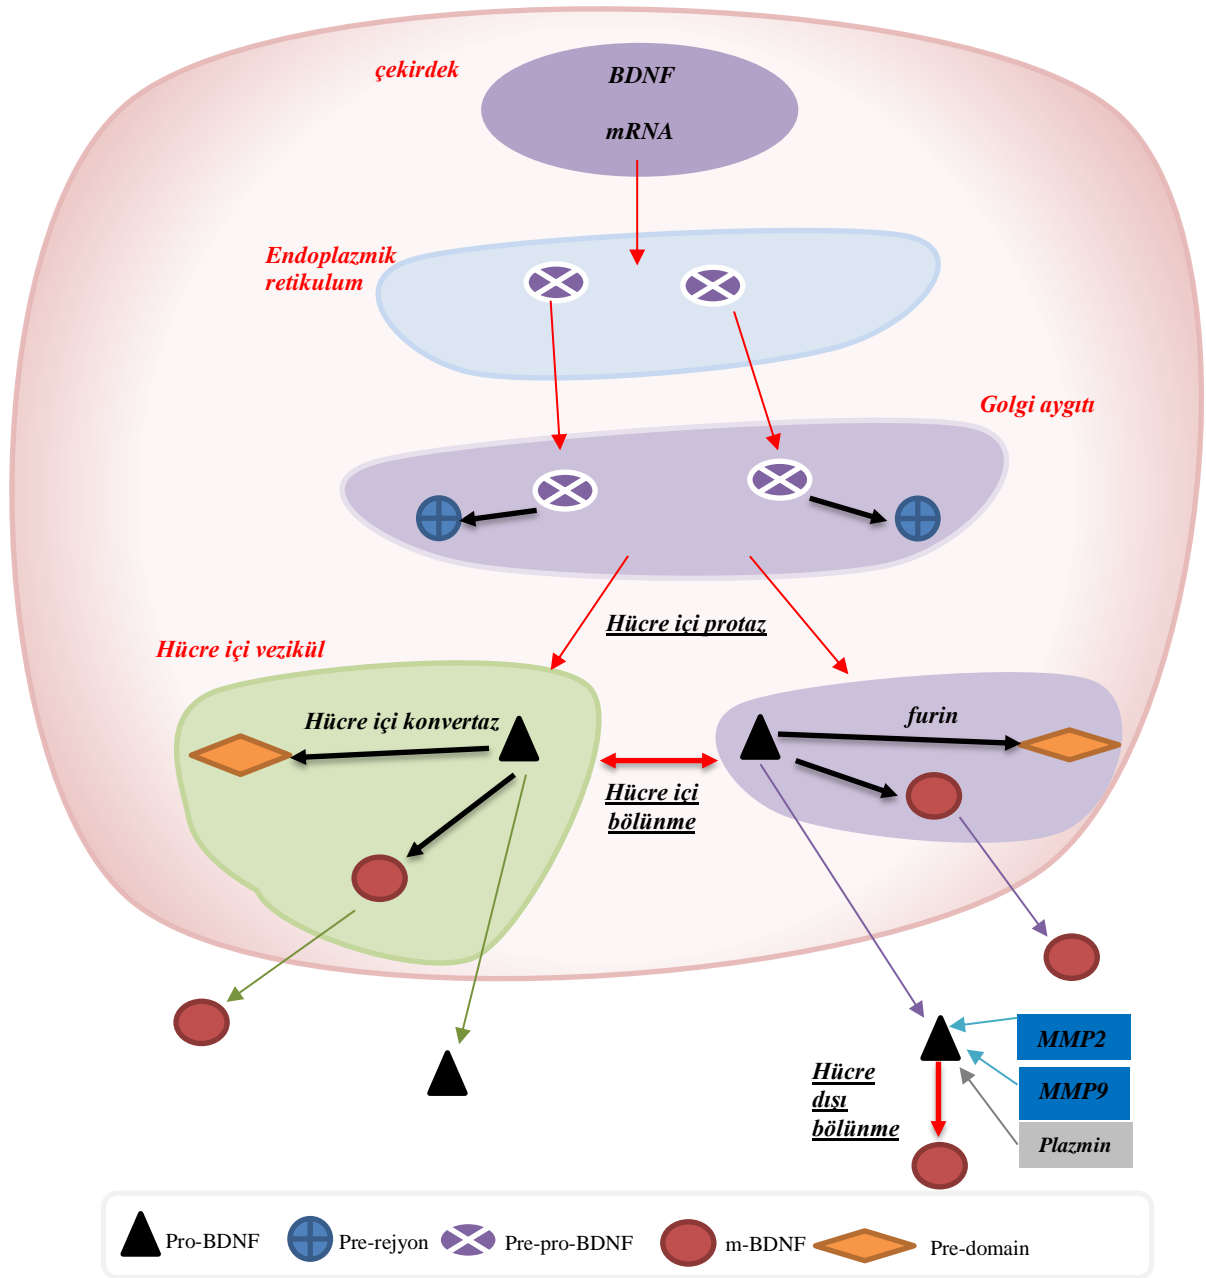 çekirdek
BDNF
mRNA
Endoplazmik
retikulum
Golgi aygıtı
Hücre içi protaz
Hücre içi vezikül
Hücre içi konvertaz
furin
Hücre içi
bölünme
MMP2
MMP9
Plazmin
Hücre
dışı
bölünme
Pro-BDNF
Pre-rejyon
Pre-pro-BDNF
m-BDNF
Pre-domain